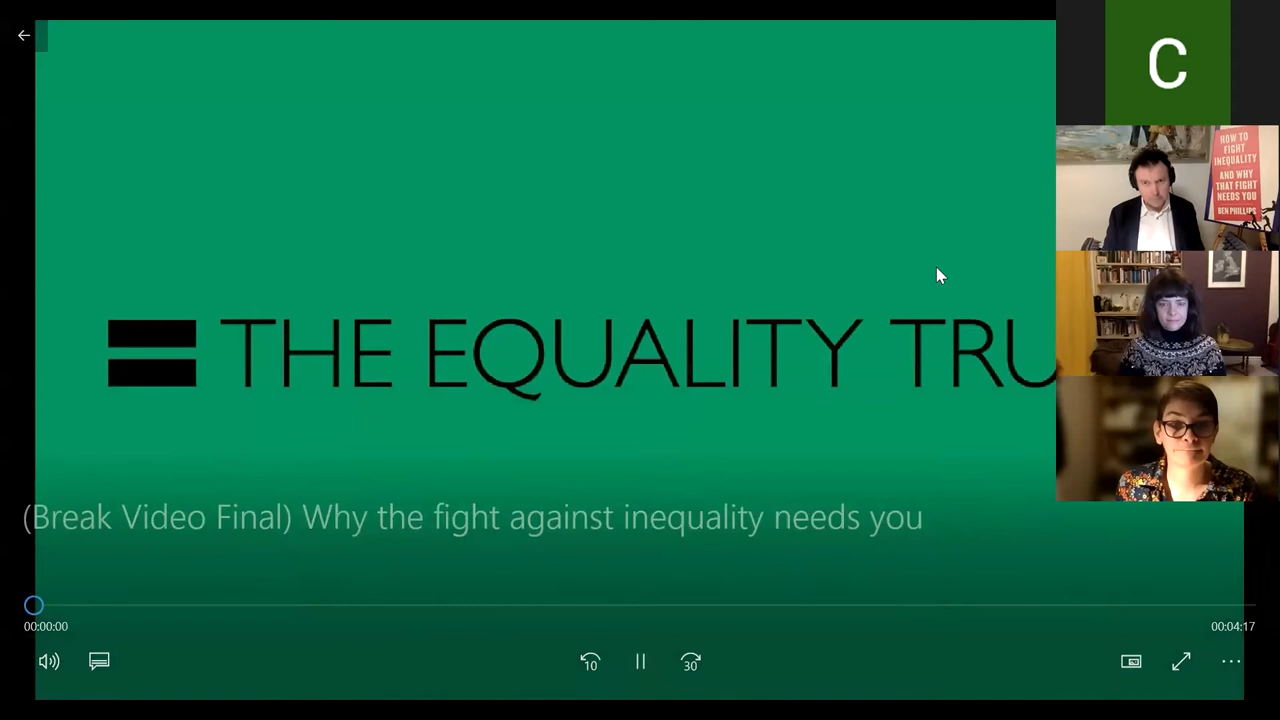 C
HOW TO
FIGHT
INEQUALITY
AND WHY
THAT FIGHT
NEEDS YOU
BEN PHILLIPS
= THE EQUALITY TRU
(Break Video Final) Why the fight against inequality needs you
00:00:00
00:04:17
10
30